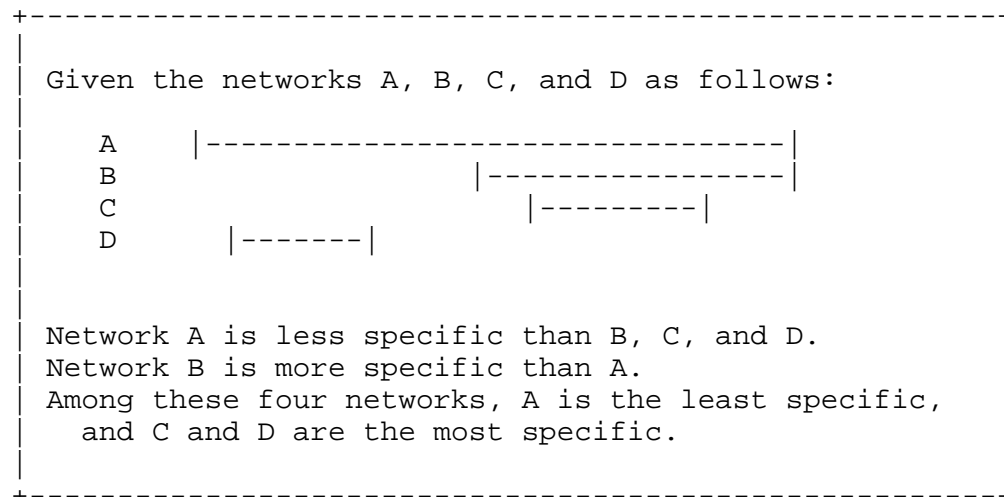 Given the networks A, B, C, and D as follows:
A |---------------------------------|
B |-----------------|
C |---------|
D |-------|
Network A is less specific than B, C, and D.
Network B is more specific than A.
Among these four networks, A is the least specific,
and C and D are the most specific.